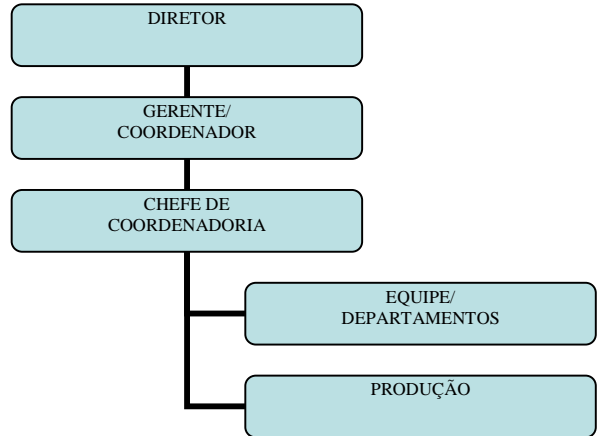 DIRETOR
GERENTE/
COORDENADOR
CHEFE DE
COORDENADORIA
EQUIPE/
DEPARTAMENTOS
PRODUÇÃO